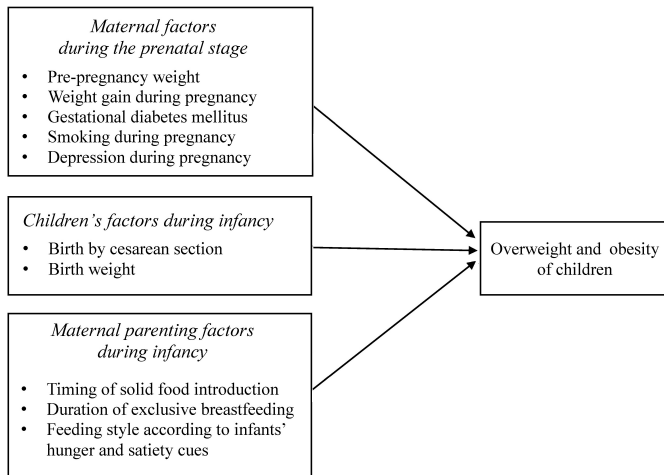 Maternal factors
during the prenatal stage
• Pre-pregnancy weight
• Weight gain during pregnancy
• Gestational diabetes mellitus
• Smoking during pregnancy
• Depression during pregnancy
Children’s factors during infancy
• Birth by cesarean section
• Birth weight
Maternal parenting factors
during infancy
• Timing of solid food introduction
• Duration of exclusive breastfeeding
• Feeding style according to infants’
hunger and satiety cues
Overweight and obesity
of children